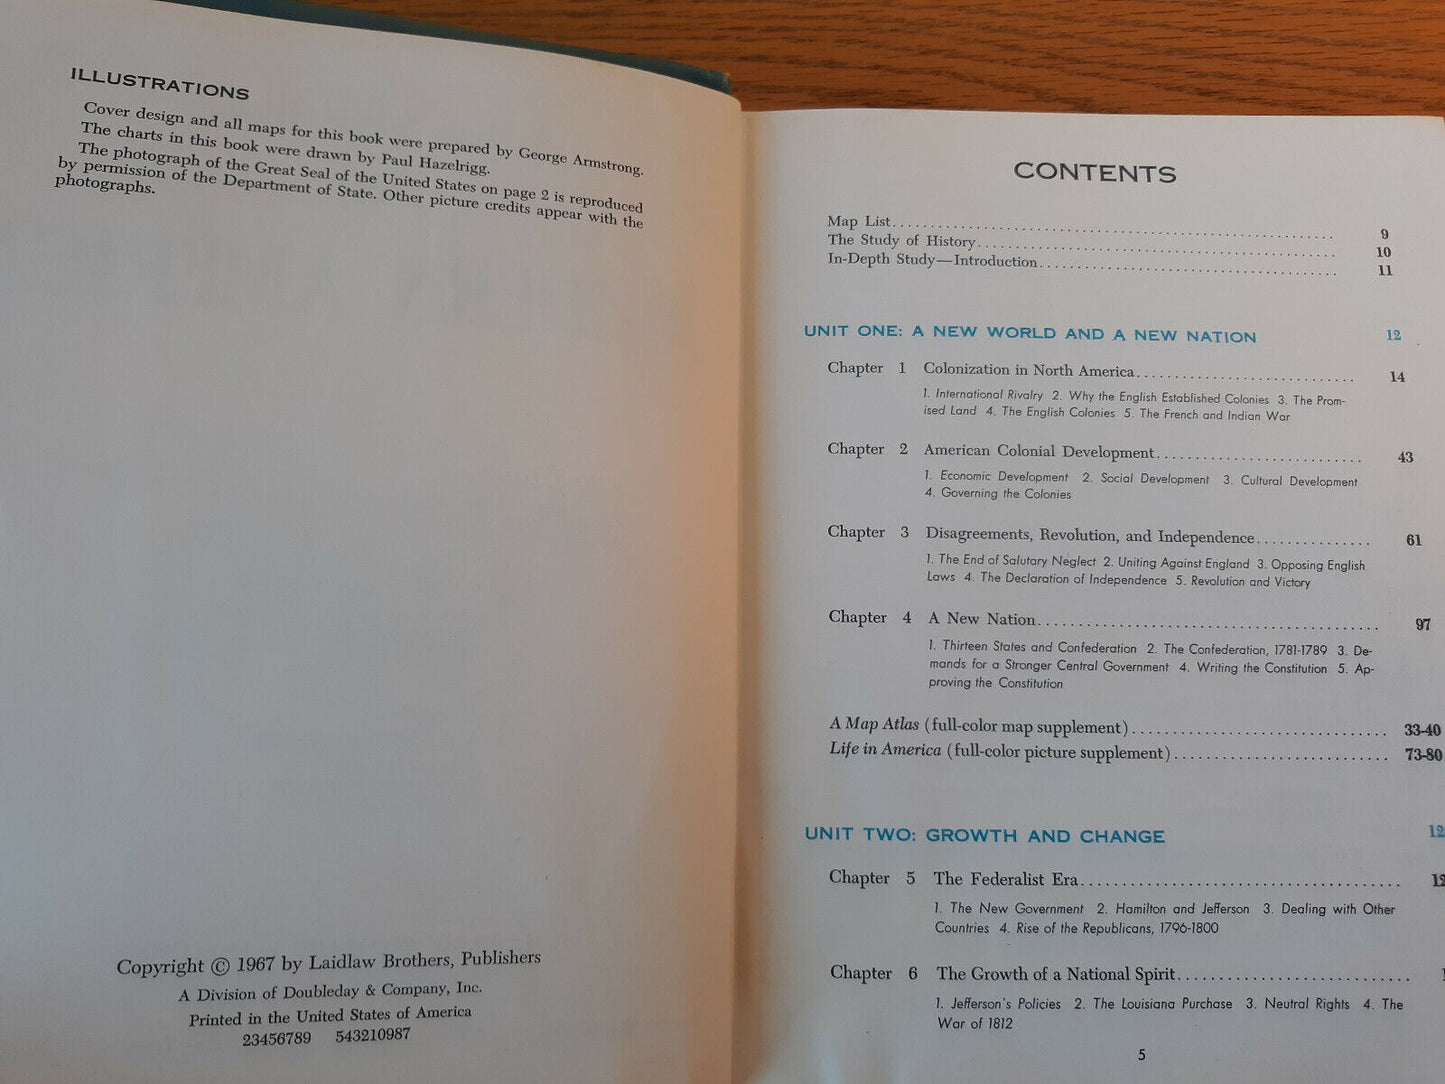 ILLUSTRATIONS
Cover design and all maps for this book were prepared by George Armstrong.
The charts in this book were drawn by Paul Hazelrigg.
The photograph of the Great Seal of the United States on page 2 is reproduced
by permission of the Department of State. Other picture credits appear with the
photographs.
Copyright © 1967 by Laidlaw Brothers, Publishers
A Division of Doubleday & Company, Inc.
Printed in the United States of America
23456789 543210987
CONTENTS
Map List 9
The Study of History 10
In-Depth Study—Introduction 11
UNIT ONE: A NEW WORLD AND A NEW NATION 12
Chapter 1 Colonization in North America 14
1. International Rivalry 2. Why the English Established Colonies 3. The Prom-
ised Land 4. The English Colonies 5. The French and Indian War
Chapter 2 American Colonial Development 43
1. Economic Development 2. Social Development 3. Cultural Development
4. Governing the Colonies
Chapter 3 Disagreements, Revolution, and Independence 61
1. The End of Salutary Neglect 2. Uniting Against England 3. Opposing English
Laws 4. The Declaration of Independence 5. Revolution and Victory
Chapter 4 A New Nation 97
1. Thirteen States and Confederation 2. The Confederation, 1781-1789 3. De-
mands for a Stronger Central Government 4. Writing the Constitution 5. Ap-
proving the Constitution
A Map Atlas (full-color map supplement) 33-40
Life in America (full-color picture supplement) 73-80
UNIT TWO: GROWTH AND CHANGE 12
Chapter 5 The Federalist Era 12
1. The New Government 2. Hamilton and Jefferson 3. Dealing with Other
Countries 4. Rise of the Republicans, 1796-1800
Chapter 6 The Growth of a National Spirit
1. Jefferson's Policies 2. The Louisiana Purchase 3. Neutral Rights 4. The
War of 1812
5